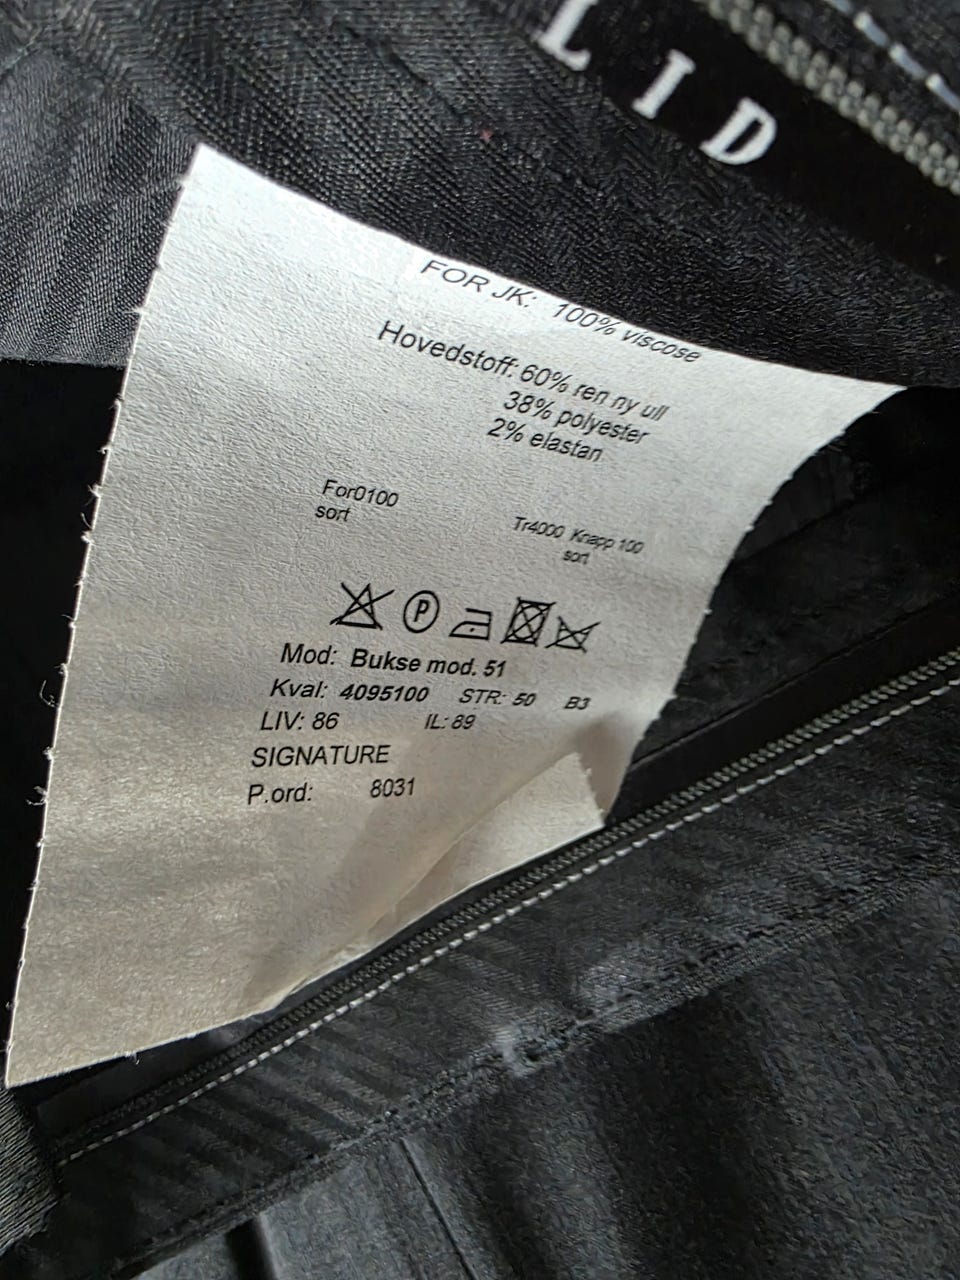 LID
FOR JK: 100% viscose
Hovedstoff: 60% ren ny ull
38% polyester
2% elastan
For0100
sort
Tr4000 Knapp 100
sort
P
Mod: Bukse mod. 51
Kval: 4095100 STR: 50 B3
LIV: 86 IL: 89
SIGNATURE
P.ord: 8031